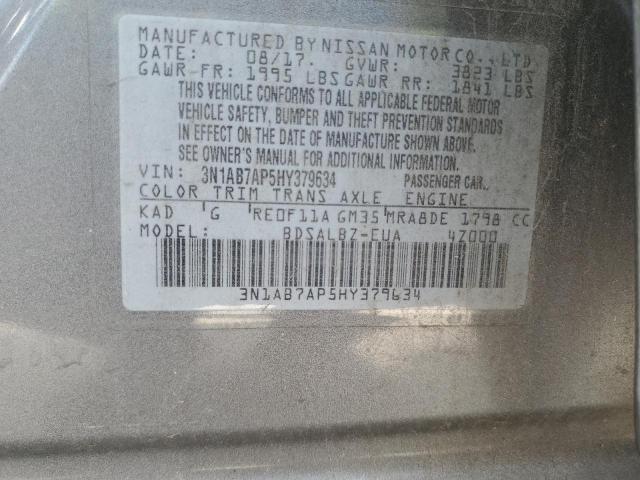 MANUFACTURED BY NISSAN MOTOR CO., LTD
DATE: 08/17. GVWR: 3823 LBS
GAWR-FR: 1995 LBS GAWR RR: 1841 LBS
THIS VEHICLE CONFORMS TO ALL APPLICABLE FEDERAL MOTOR
VEHICLE SAFETY, BUMPER AND THEFT PREVENTION STANDARDS
IN EFFECT ON THE DATE OF MANUFACTURE SHOWN ABOVE.
SEE OWNER'S MANUAL FOR ADDITIONAL INFORMATION.
VIN: 3N1AB7AP5HY379634 PASSENGER CAR
COLOR TRIM TRANS AXLE ENGINE
KAD G RE0F11A GM35 MRA8DE 1798 CC
MODEL: BDSALBZ-EUA 4Z000
3N1AB7AP5HY379634